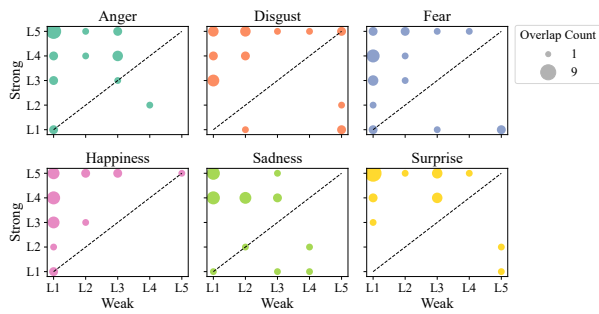 Anger Disgust Fear
Strong
L5
L4
L3
L2
L1
Overlap Count
1
9
Happiness Sadness Surprise
Strong
L5
L4
L3
L2
L1
L1 L2 L3 L4 L5 L1 L2 L3 L4 L5 L1 L2 L3 L4 L5
Weak Weak Weak